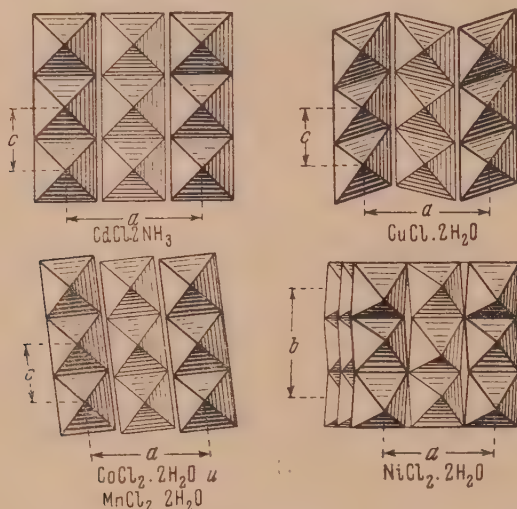 c
a
CdCl2NH₃
c
a
CuCl.2H₂O
c
a
CoCl₂.2H₂O и
MnCl₂ 2H₂O
b
a
NiCl₂.2H₂O